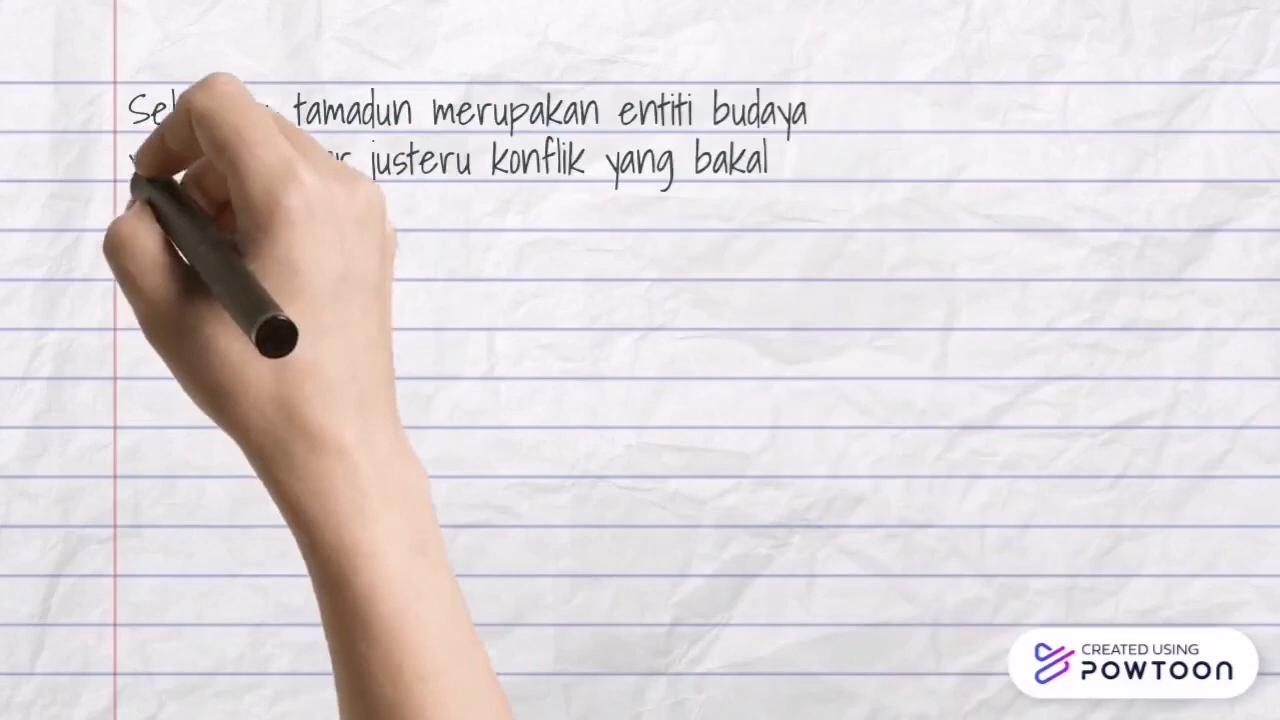 tamadun merupakan entiti budaya
justeru konflik yang bakal
CREATED USING
POWTOON